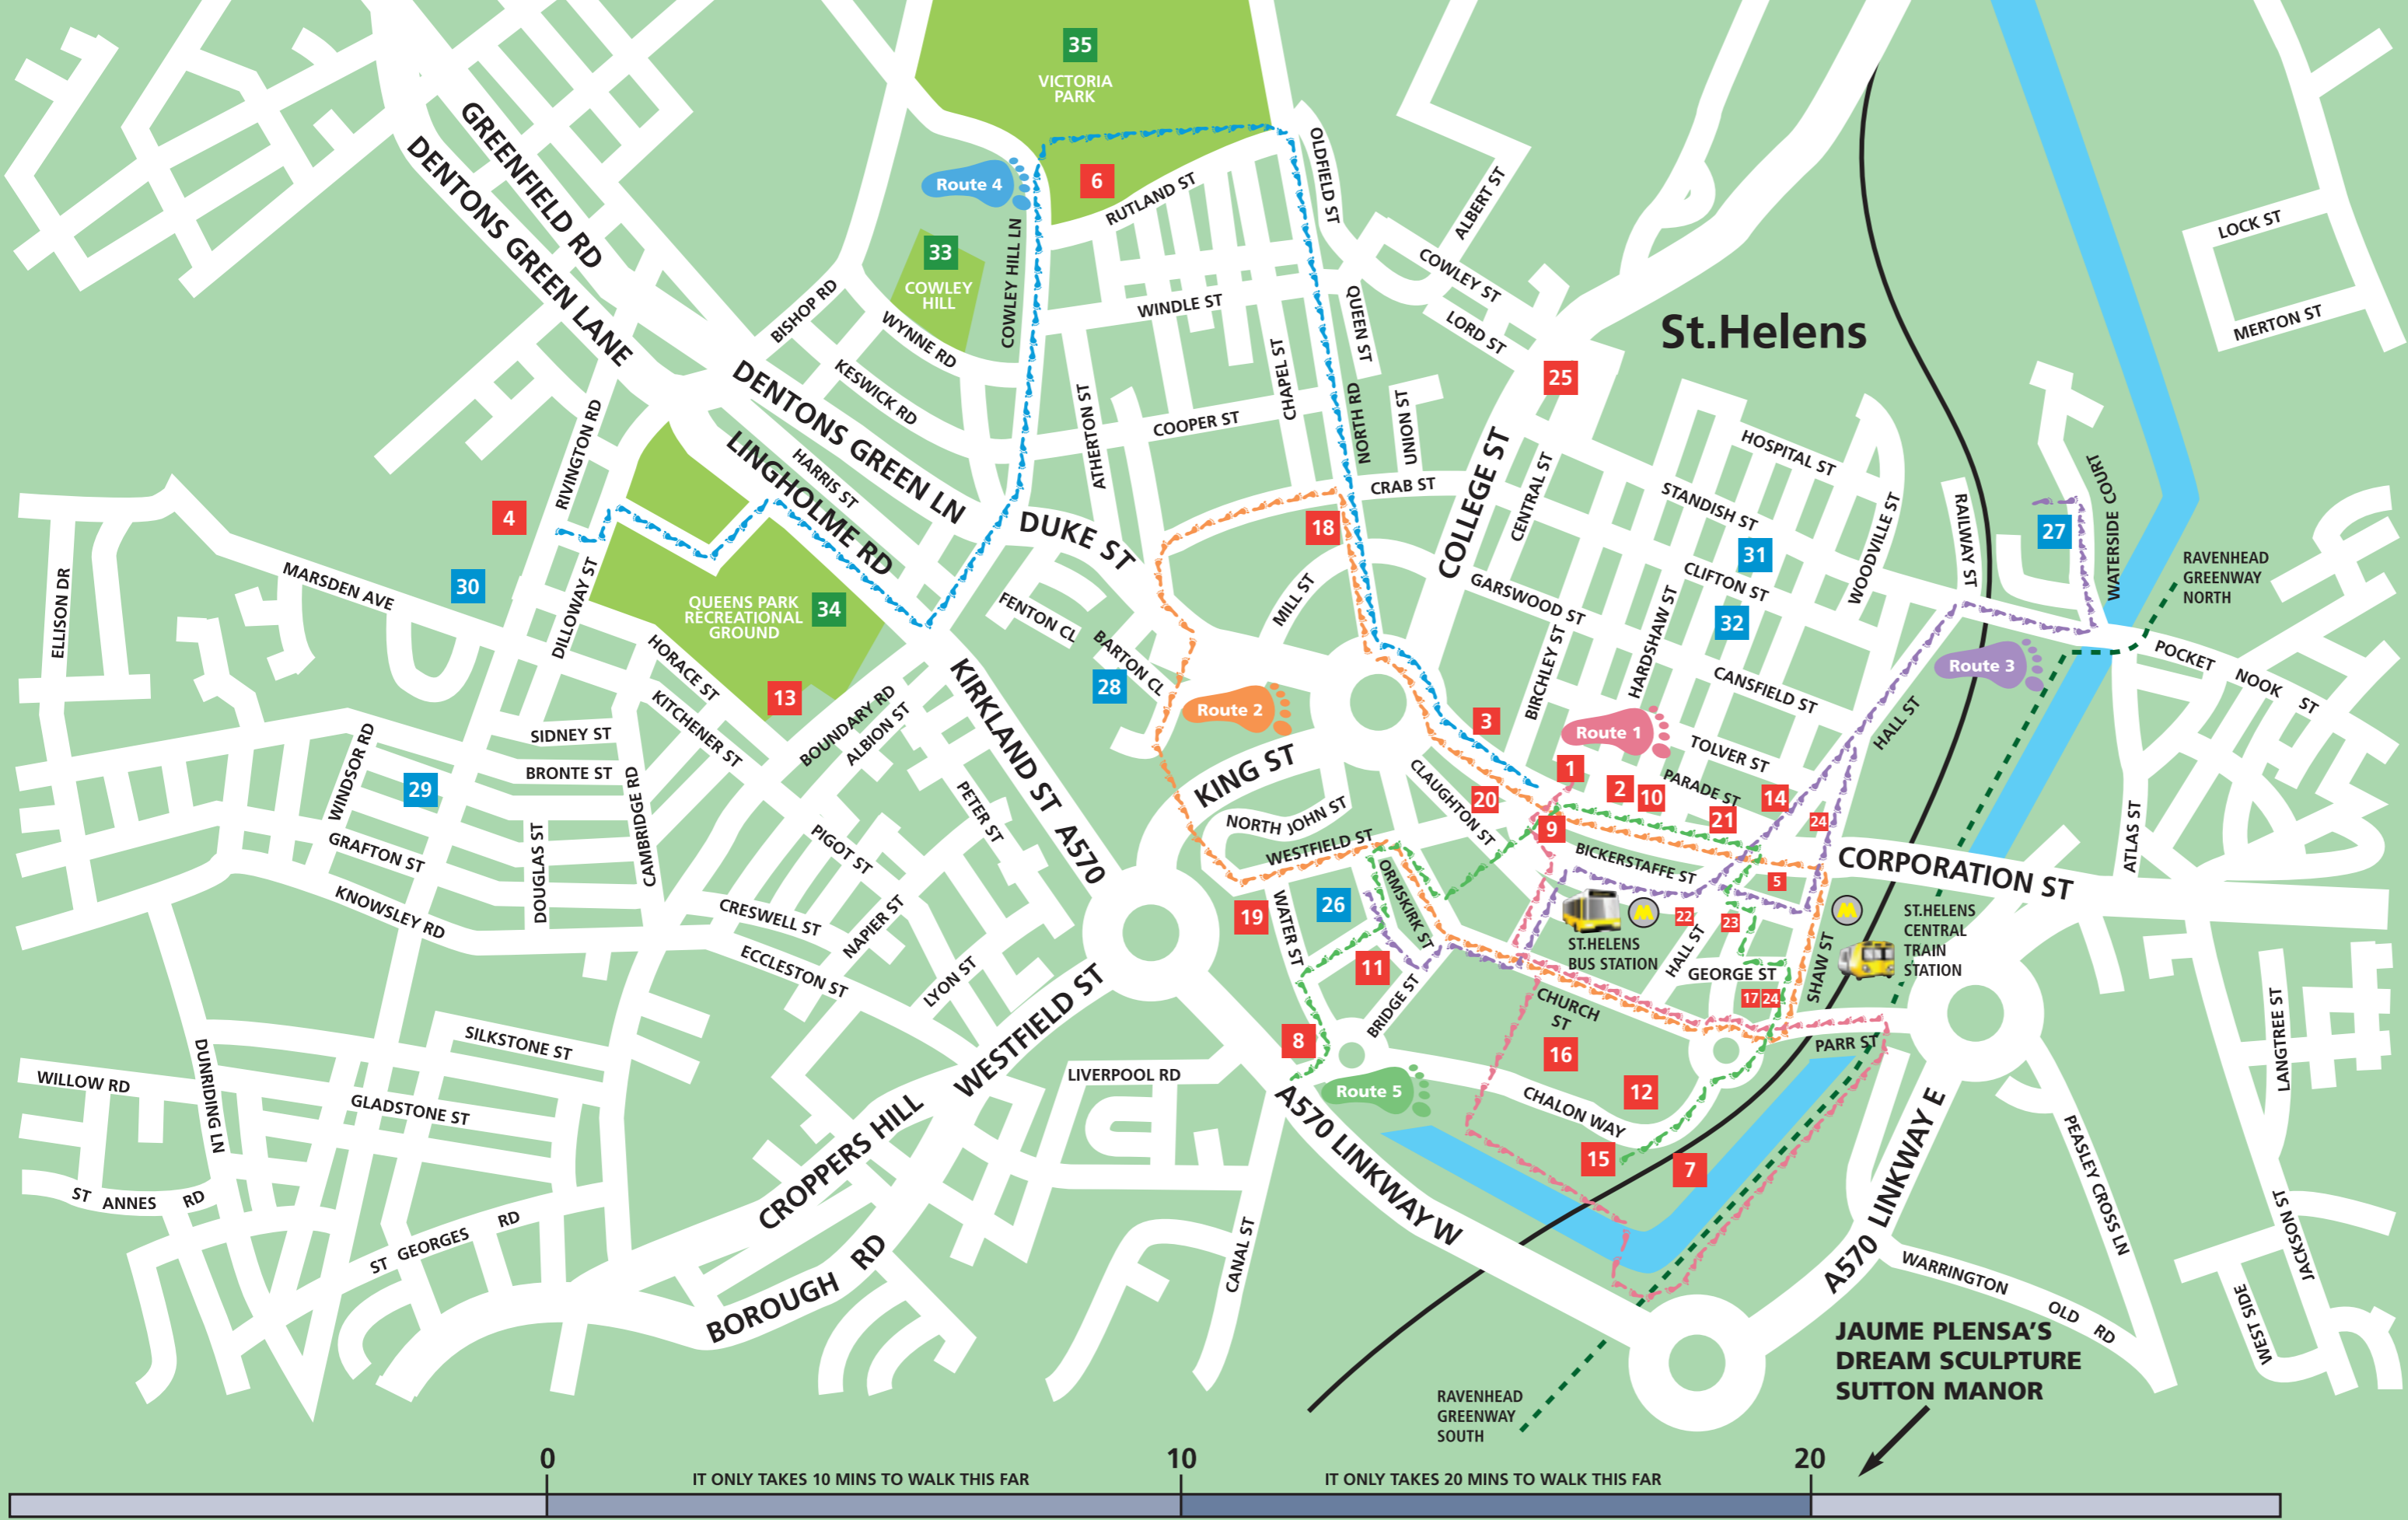 35
VICTORIA
PARK
GREENFIELD RD
DENTONS GREEN LANE
Route 4
6
RUTLAND ST
OLDFIELD ST
ALBERT ST
LOCK ST
MERTON ST
33
COWLEY
HILL
COWLEY HILL LN
BISHOP RD
WYNNE RD
WINDLE ST
QUEEN ST
COWLEY ST
LORD ST
St.Helens
KESWICK RD
DENTONS GREEN LN
HARRIS ST
LINGHOLME RD
ATHERTON ST
COOPER ST
CHAPEL ST
NORTH RD
UNION ST
25
CRAB ST
COLLEGE ST
CENTRAL ST
HOSPITAL ST
STANDISH ST
WOODVILLE ST
RAILWAY ST
27
WATERSIDE COURT
RAVENHEAD
GREENWAY
NORTH
RIVINGTON RD
4
30
MARSDEN AVE
ELLISON DR
DILLOWAY ST
QUEENS PARK
RECREATIONAL
GROUND
34
DUKE ST
18
31
CLIFTON ST
32
GARSWOOD ST
MILL ST
FENTON CL
BARTON CL
28
Route 2
BIRCHLEY ST
HARDSHAW ST
CANSFIELD ST
HALL ST
Route 3
POCKET NOOK ST
HORACE ST
13
KITCHENER ST
BOUNDARY RD
ALBION ST
KIRKLAND ST A570
KING ST
3
Route 1
TOLVER ST
1
2
10
PARADE ST
14
21
24
20
9
CLAUGHTON ST
SIDNEY ST
BRONTE ST
WINDSOR RD
29
CAMBRIDGE RD
GRAFTON ST
DOUGLAS ST
KNOWSLEY RD
PETER ST
PIGOT ST
NORTH JOHN ST
WESTFIELD ST
BICKERSTAFFE ST
5
CORPORATION ST
ATLAS ST
CRESWELL ST
NAPIER ST
ECCLESTON ST
LYON ST
19
WATER ST
26
ORMSKIRK ST
22
23
ST.HELENS
BUS STATION
HALL ST
GEORGE ST
SHAW ST
ST.HELENS
CENTRAL
TRAIN
STATION
11
BRIDGE ST
17
24
CHURCH
ST
16
PARR ST
8
Route 5
12
CHALON WAY
15
7
WESTFIELD ST
CROPPERS HILL
LIVERPOOL RD
A570 LINKWAY W
A570 LINKWAY E
SILKSTONE ST
DUNRIDING LN
WILLOW RD
GLADSTONE ST
ST ANNES RD
ST GEORGES RD
BOROUGH RD
CANAL ST
LANGTREE ST
PEASLEY CROSS LN
JACKSON ST
WARRINGTON OLD RD
WEST SIDE
JAUME PLENSA'S
DREAM SCULPTURE
SUTTON MANOR
RAVENHEAD
GREENWAY
SOUTH
0
10
20
IT ONLY TAKES 10 MINS TO WALK THIS FAR
IT ONLY TAKES 20 MINS TO WALK THIS FAR